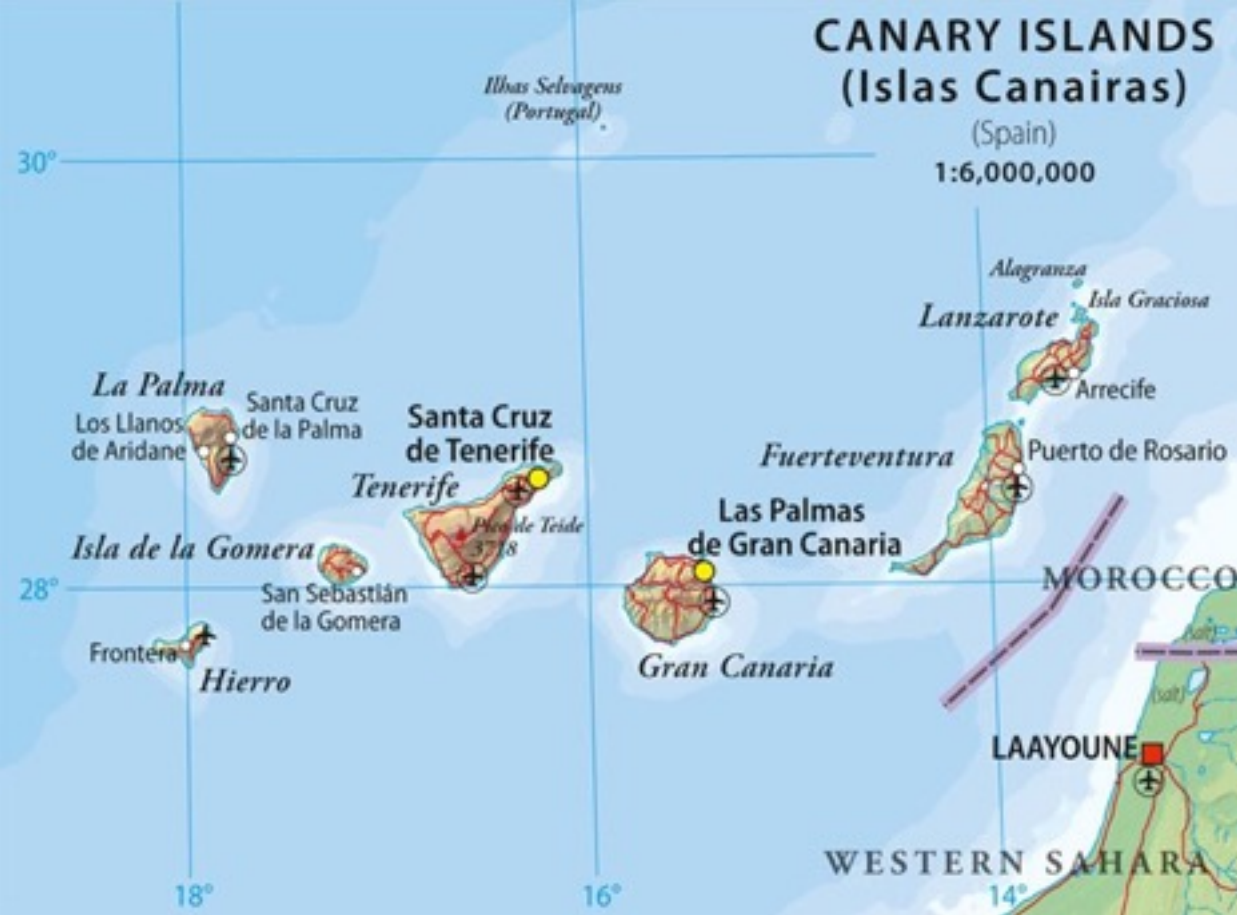 CANARY ISLANDS
(Islas Canairas)
(Spain)
1:6,000,000
Ilhas Selvagens
(Portugal)
30°
Alagranza
Isla Graciosa
Lanzarote
Arrecife
La Palma
Santa Cruz
de la Palma
Los Llanos
de Aridane
Santa Cruz
de Tenerife
Tenerife
Pico de Teide
3718
Fuerteventura
Puerto de Rosario
Las Palmas
de Gran Canaria
Isla de la Gomera
San Sebastián
de la Gomera
28°
MOROCCO
Frontera
Hierro
Gran Canaria
(salt)
(salt)
LAAYOUNE
WESTERN SAHARA
18°
16°
14°